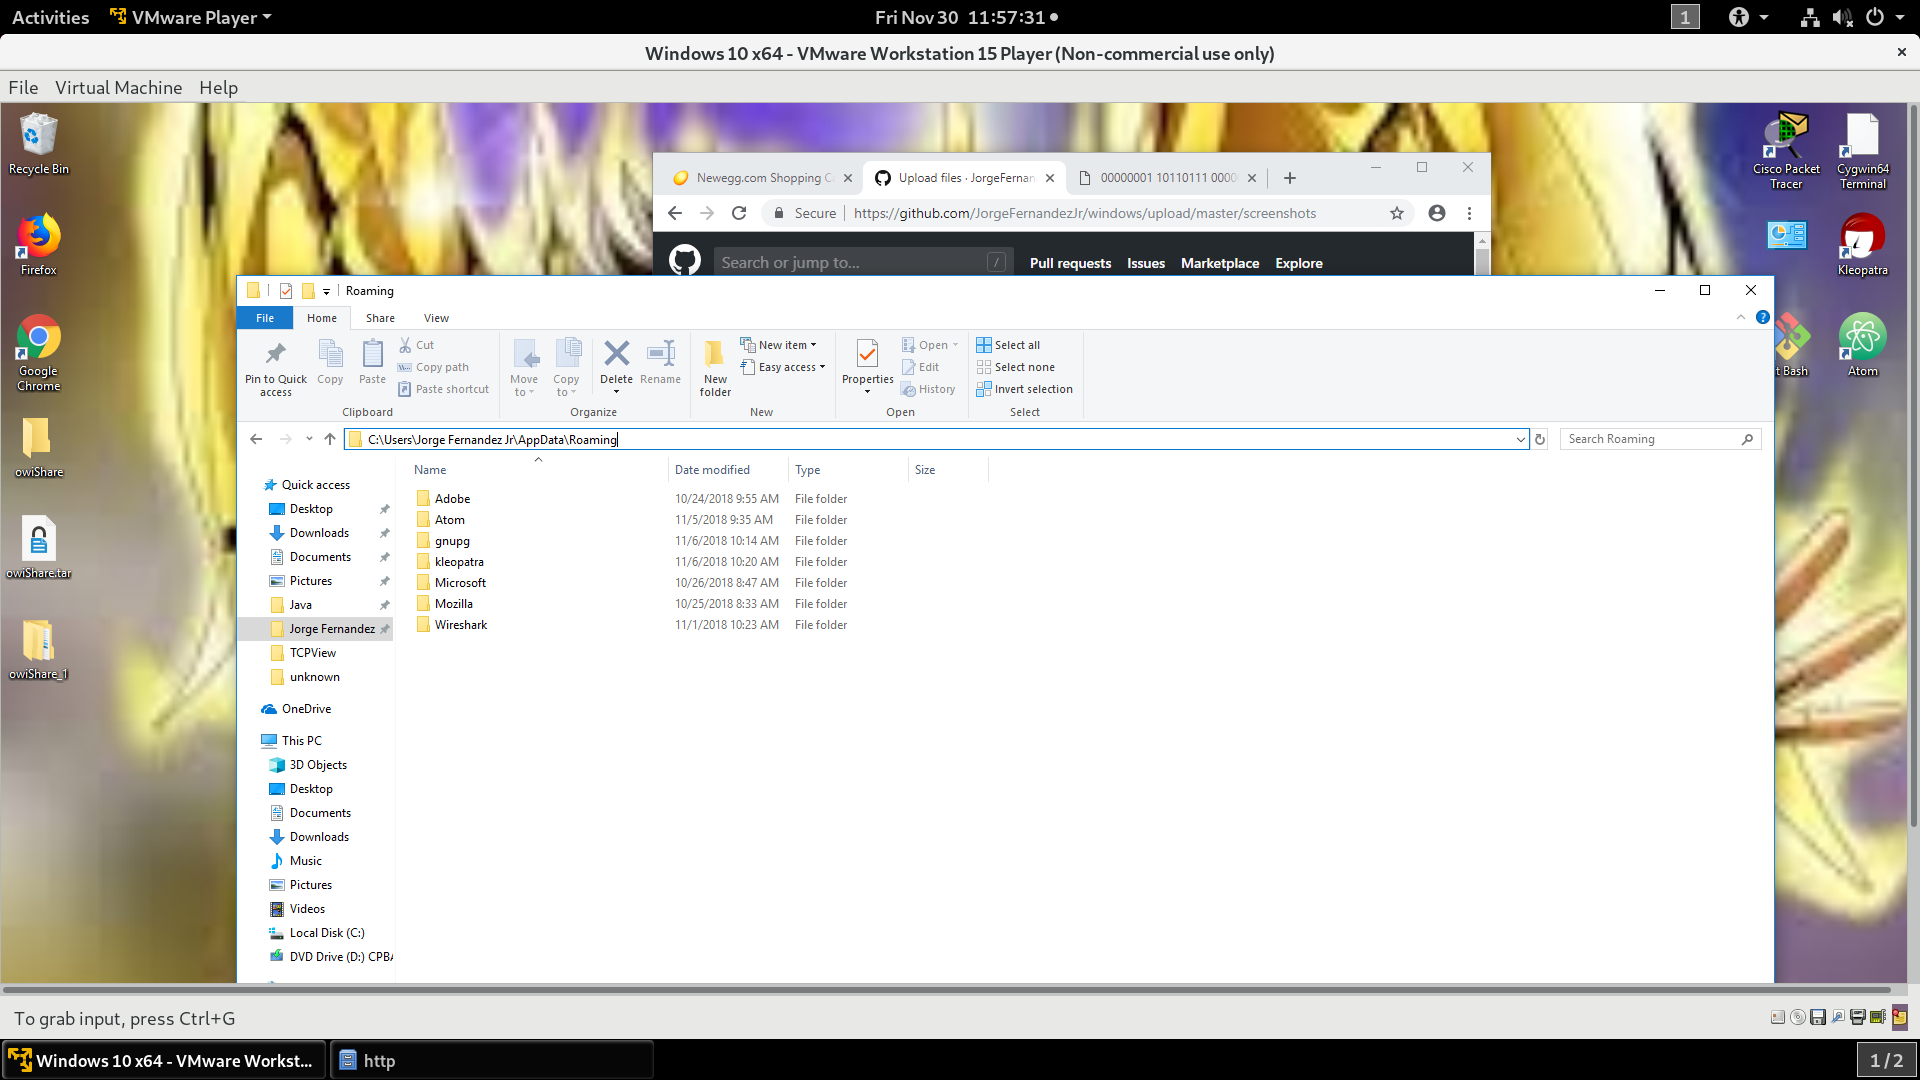 Activities VMware Player Fri Nov 30 11:57:31 1
Windows 10 x64 - VMware Workstation 15 Player (Non-commercial use only)
File Virtual Machine Help
Recycle Bin
Firefox
Google
Chrome
owiShare
owiShare.tar
owiShare_1
Cisco Packet
Tracer
Cygwin64
Terminal
Kleopatra
t Bash
Atom
Newegg.com Shopping C
Upload files · JorgeFernan
00000001 10110111 0000
Secure https://github.com/JorgeFernandezJr/windows/upload/master/screenshots
Search or jump to... / Pull requests Issues Marketplace Explore
Roaming
File Home Share View
Pin to Quick
access
Copy
Paste
Cut
Copy path
Paste shortcut
Clipboard
Move
to
Copy
to
Delete
Rename
Organize
New
folder
New item
Easy access
New
Properties
Open
Edit
History
Open
Select all
Select none
Invert selection
Select
C:\Users\Jorge Fernandez Jr\AppData\Roaming
Search Roaming
Quick access
Desktop
Downloads
Documents
Pictures
Java
Jorge Fernandez
TCPView
unknown
OneDrive
This PC
3D Objects
Desktop
Documents
Downloads
Music
Pictures
Videos
Local Disk (C:)
DVD Drive (D:) CPBA
Name Date modified Type Size
Adobe 10/24/2018 9:55 AM File folder
Atom 11/5/2018 9:35 AM File folder
gnupg 11/6/2018 10:14 AM File folder
kleopatra 11/6/2018 10:20 AM File folder
Microsoft 10/26/2018 8:47 AM File folder
Mozilla 10/25/2018 8:33 AM File folder
Wireshark 11/1/2018 10:23 AM File folder
To grab input, press Ctrl+G
Windows 10 x64 - VMware Workst... http 1 / 2